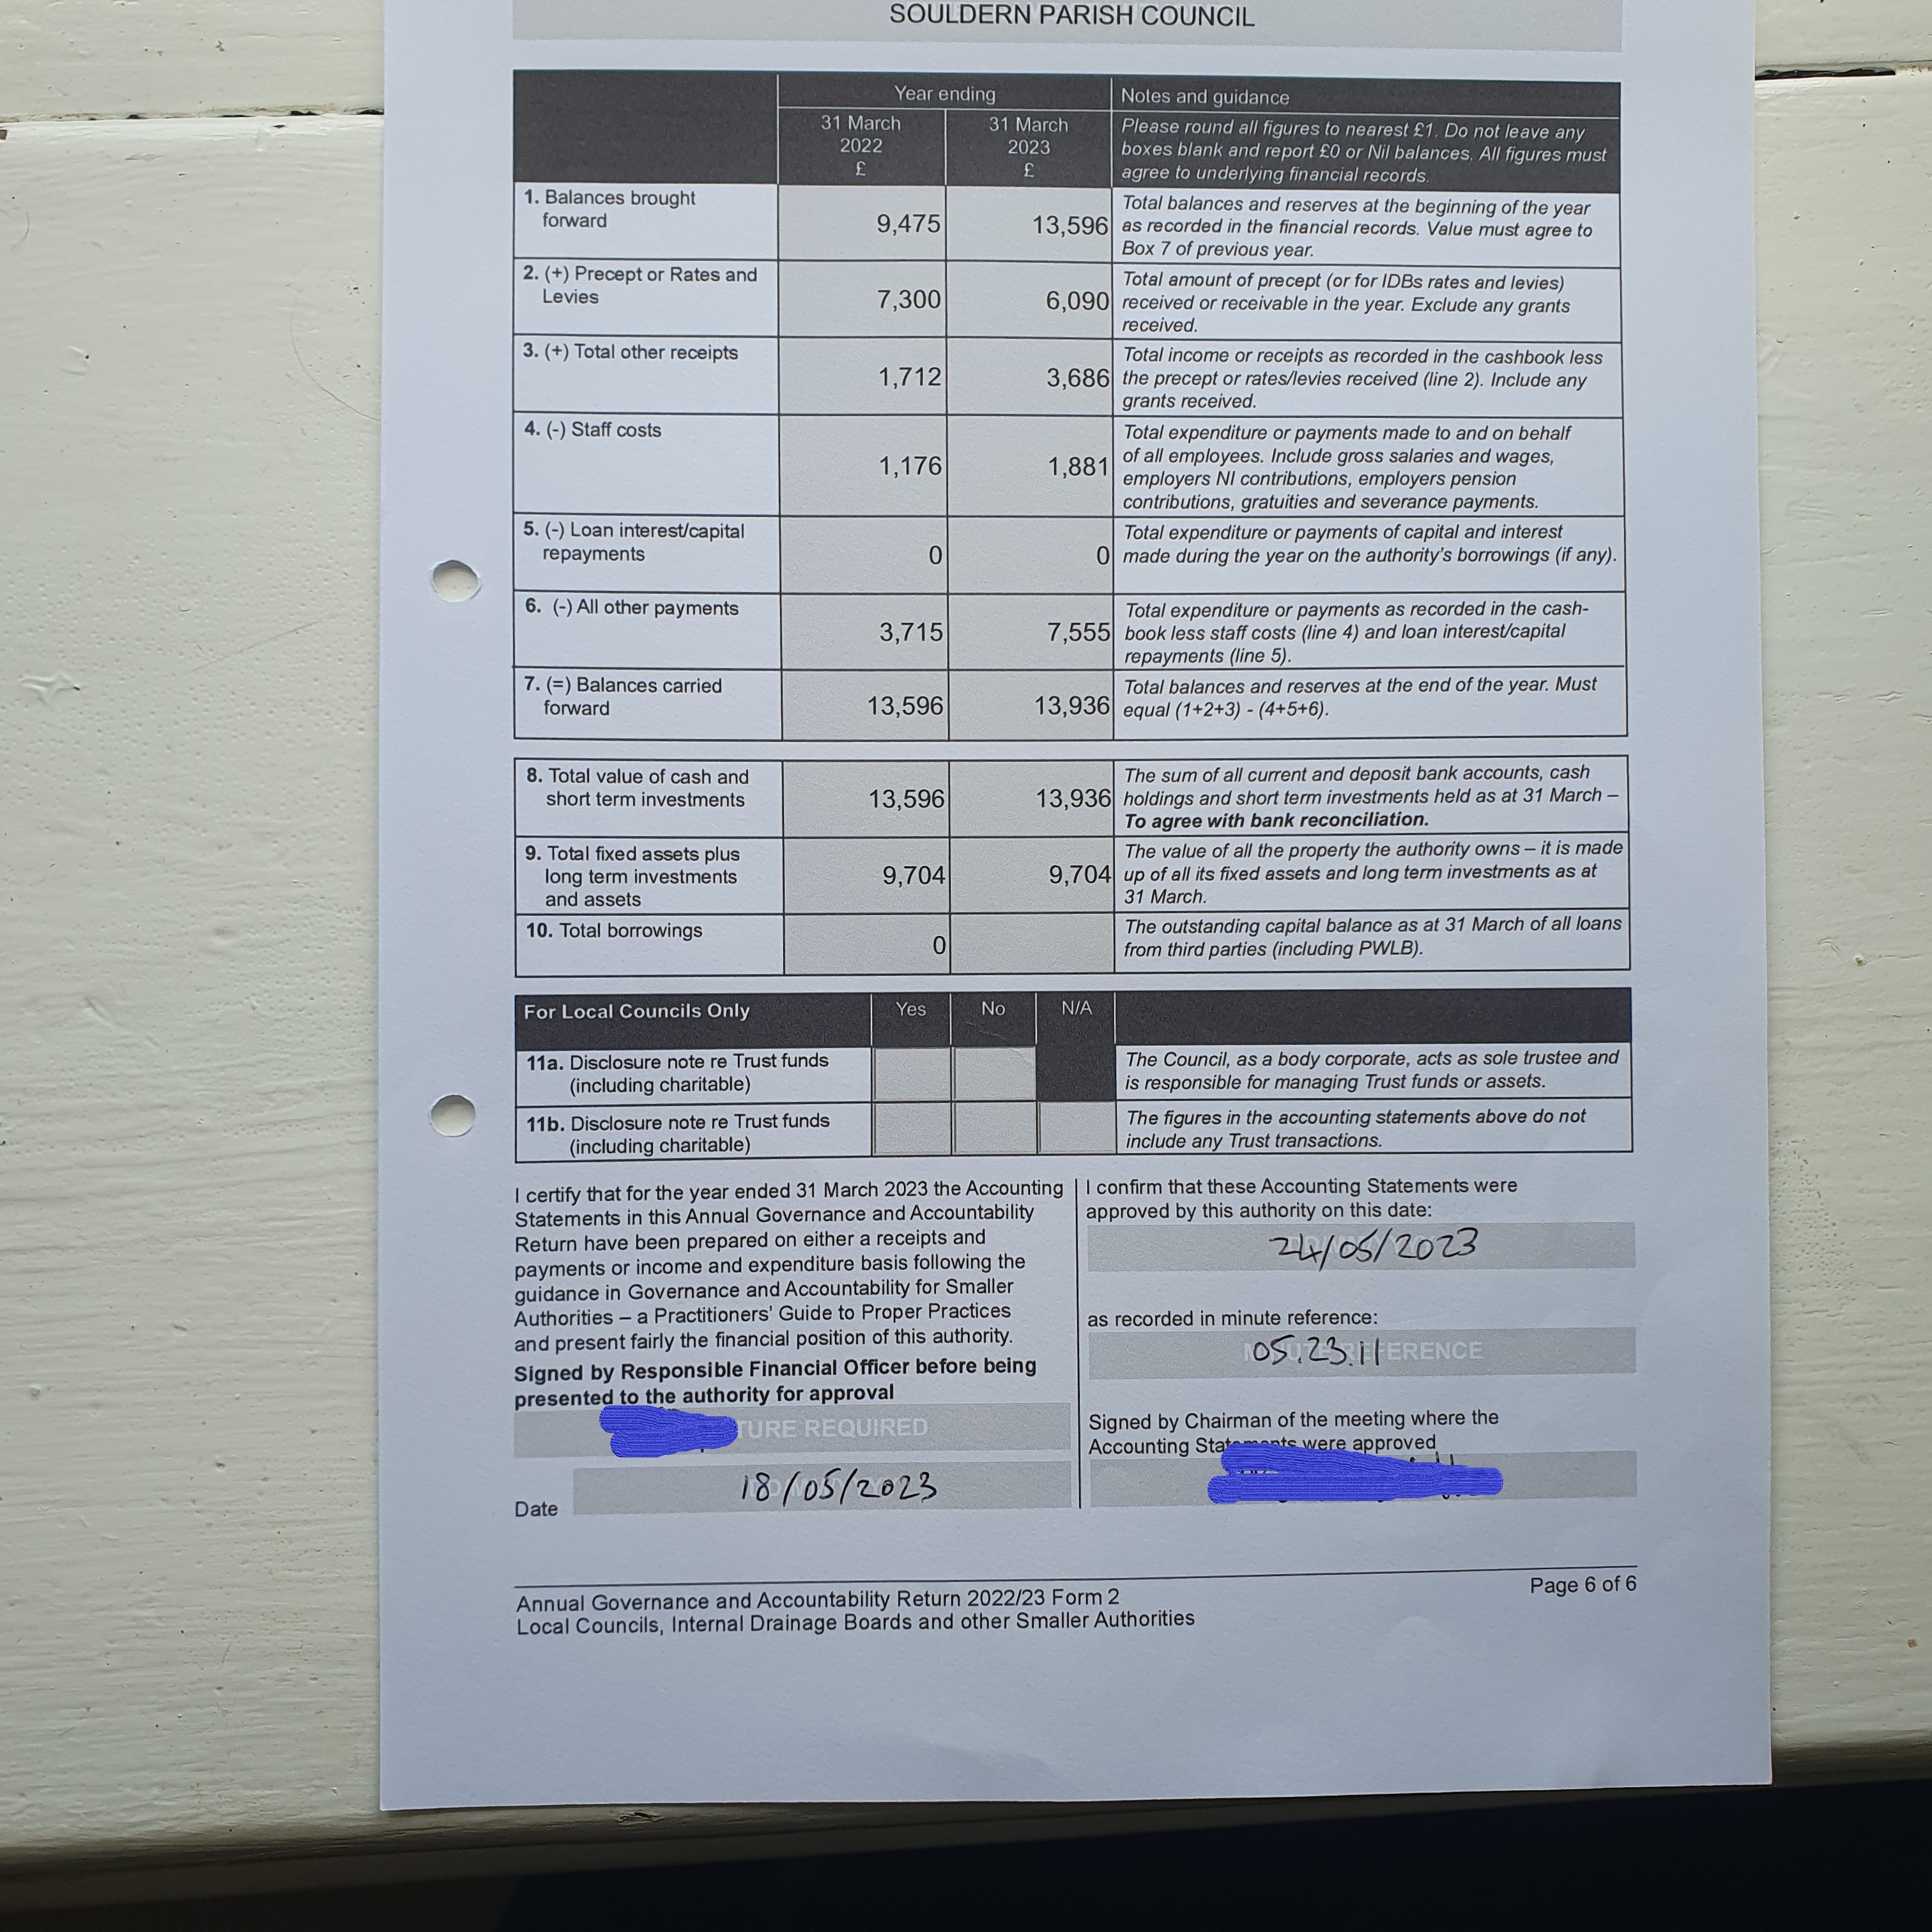 SOULDERN PARISH COUNCIL
Year ending
Notes and guidance
31 March
2022
£
31 March
2023
£
Please round all figures to nearest £1. Do not leave any
boxes blank and report £0 or Nil balances. All figures must
agree to underlying financial records.
1. Balances brought
forward
9,475
13,596
Total balances and reserves at the beginning of the year
as recorded in the financial records. Value must agree to
Box 7 of previous year.
2. (+) Precept or Rates and
Levies
7,300
6,090
Total amount of precept (or for IDBs rates and levies)
received or receivable in the year. Exclude any grants
received.
3. (+) Total other receipts
1,712
3,686
Total income or receipts as recorded in the cashbook less
the precept or rates/levies received (line 2). Include any
grants received.
4. (-) Staff costs
1,176
1,881
Total expenditure or payments made to and on behalf
of all employees. Include gross salaries and wages,
employers NI contributions, employers pension
contributions, gratuities and severance payments.
5. (-) Loan interest/capital
repayments
0
0
Total expenditure or payments of capital and interest
made during the year on the authority's borrowings (if any).
6. (-) All other payments
3,715
7,555
Total expenditure or payments as recorded in the cash-
book less staff costs (line 4) and loan interest/capital
repayments (line 5).
7. (=) Balances carried
forward
13,596
13,936
Total balances and reserves at the end of the year. Must
equal (1+2+3) - (4+5+6).
8. Total value of cash and
short term investments
13,596
13,936
The sum of all current and deposit bank accounts, cash
holdings and short term investments held as at 31 March –
To agree with bank reconciliation.
9. Total fixed assets plus
long term investments
and assets
9,704
9,704
The value of all the property the authority owns – it is made
up of all its fixed assets and long term investments as at
31 March.
10. Total borrowings
0
The outstanding capital balance as at 31 March of all loans
from third parties (including PWLB).
For Local Councils Only
Yes
No
N/A
11a. Disclosure note re Trust funds
(including charitable)
The Council, as a body corporate, acts as sole trustee and
is responsible for managing Trust funds or assets.
11b. Disclosure note re Trust funds
(including charitable)
The figures in the accounting statements above do not
include any Trust transactions.
I certify that for the year ended 31 March 2023 the Accounting
Statements in this Annual Governance and Accountability
Return have been prepared on either a receipts and
payments or income and expenditure basis following the
guidance in Governance and Accountability for Smaller
Authorities – a Practitioners' Guide to Proper Practices
and present fairly the financial position of this authority.
Signed by Responsible Financial Officer before being
presented to the authority for approval
REQUIRED
Date
18/05/2023
I confirm that these Accounting Statements were
approved by this authority on this date:
24/05/2023
as recorded in minute reference:
05.23.11
Signed by Chairman of the meeting where the
Accounting Statements were approved
Annual Governance and Accountability Return 2022/23 Form 2
Local Councils, Internal Drainage Boards and other Smaller Authorities
Page 6 of 6